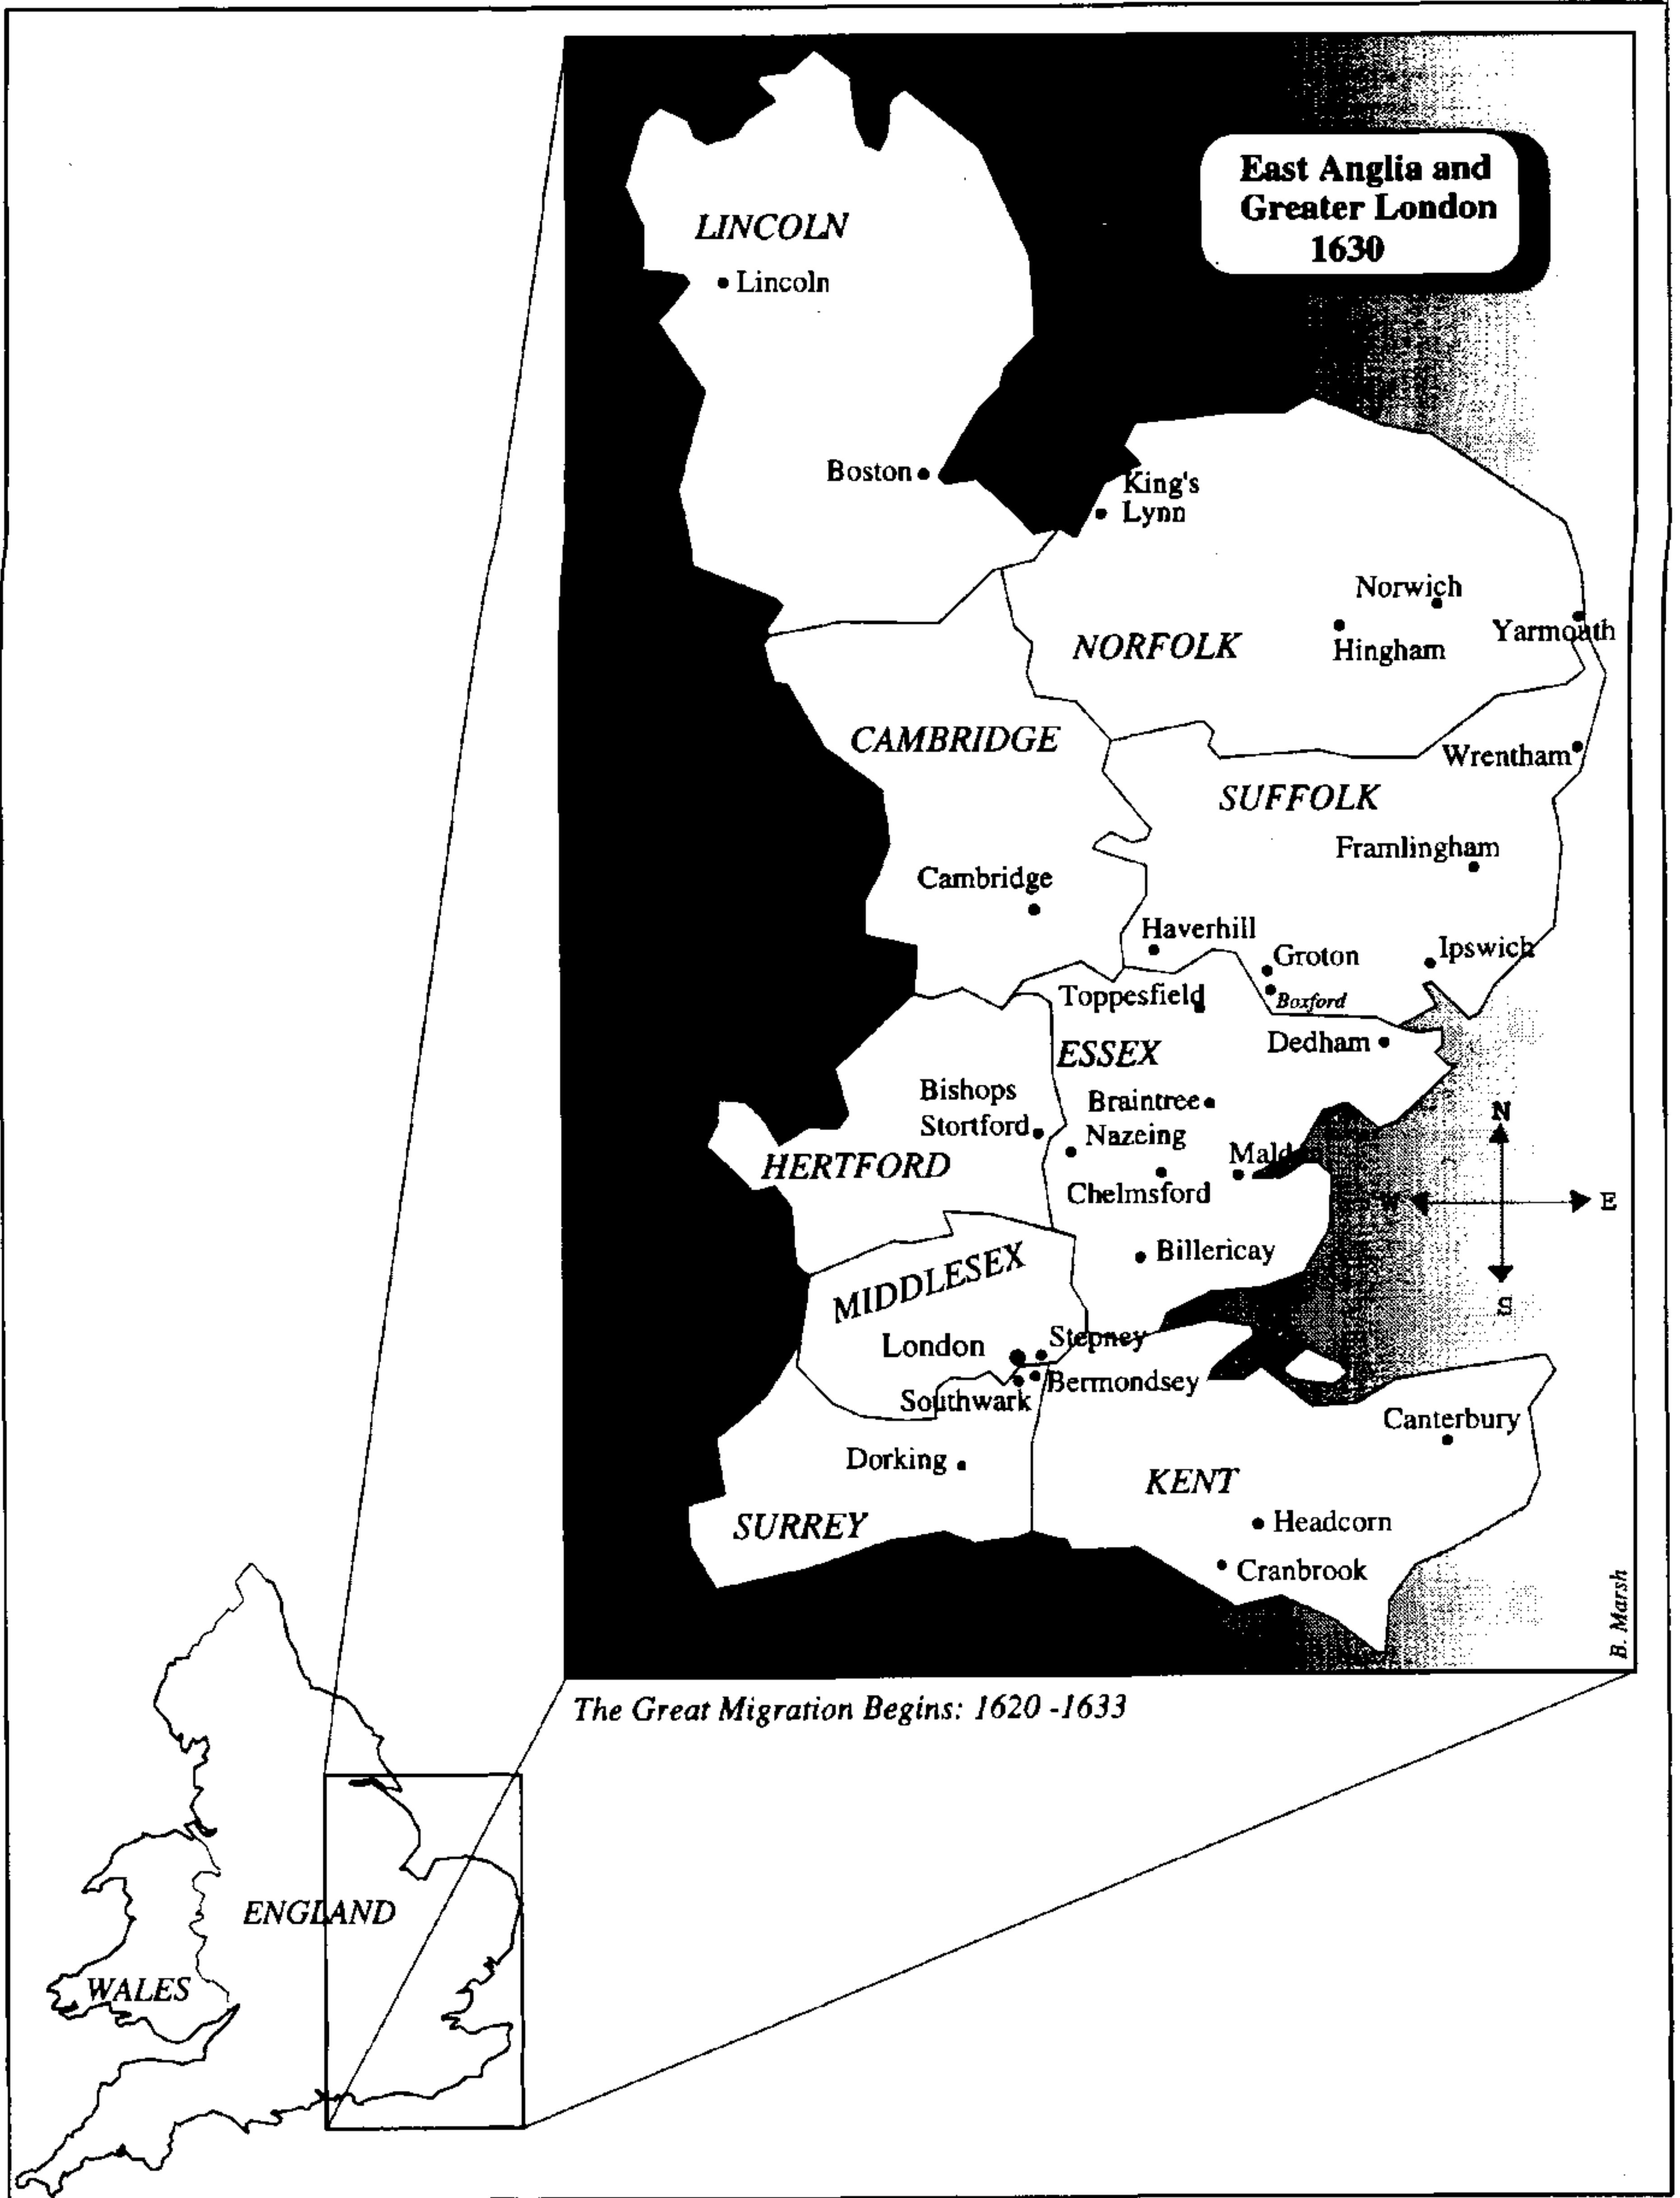 East Anglia and
Greater London
1630
LINCOLN
Lincoln
Boston
King's
Lynn
Norwich
Hingham
Yarmouth
NORFOLK
CAMBRIDGE
Wrentham
SUFFOLK
Framlingham
Cambridge
Haverhill
Groton
Ipswich
Boxford
Toppesfield
Dedham
ESSEX
Bishops
Stortford
Braintree
Nazeing
N
Mald
HERTFORD
Chelmsford
W
E
Billericay
MIDDLESEX
S
London
Stepney
Bermondsey
Southwark
Canterbury
Dorking
KENT
SURREY
Headcorn
Cranbrook
B. Marsh
The Great Migration Begins: 1620 -1633
ENGLAND
WALES